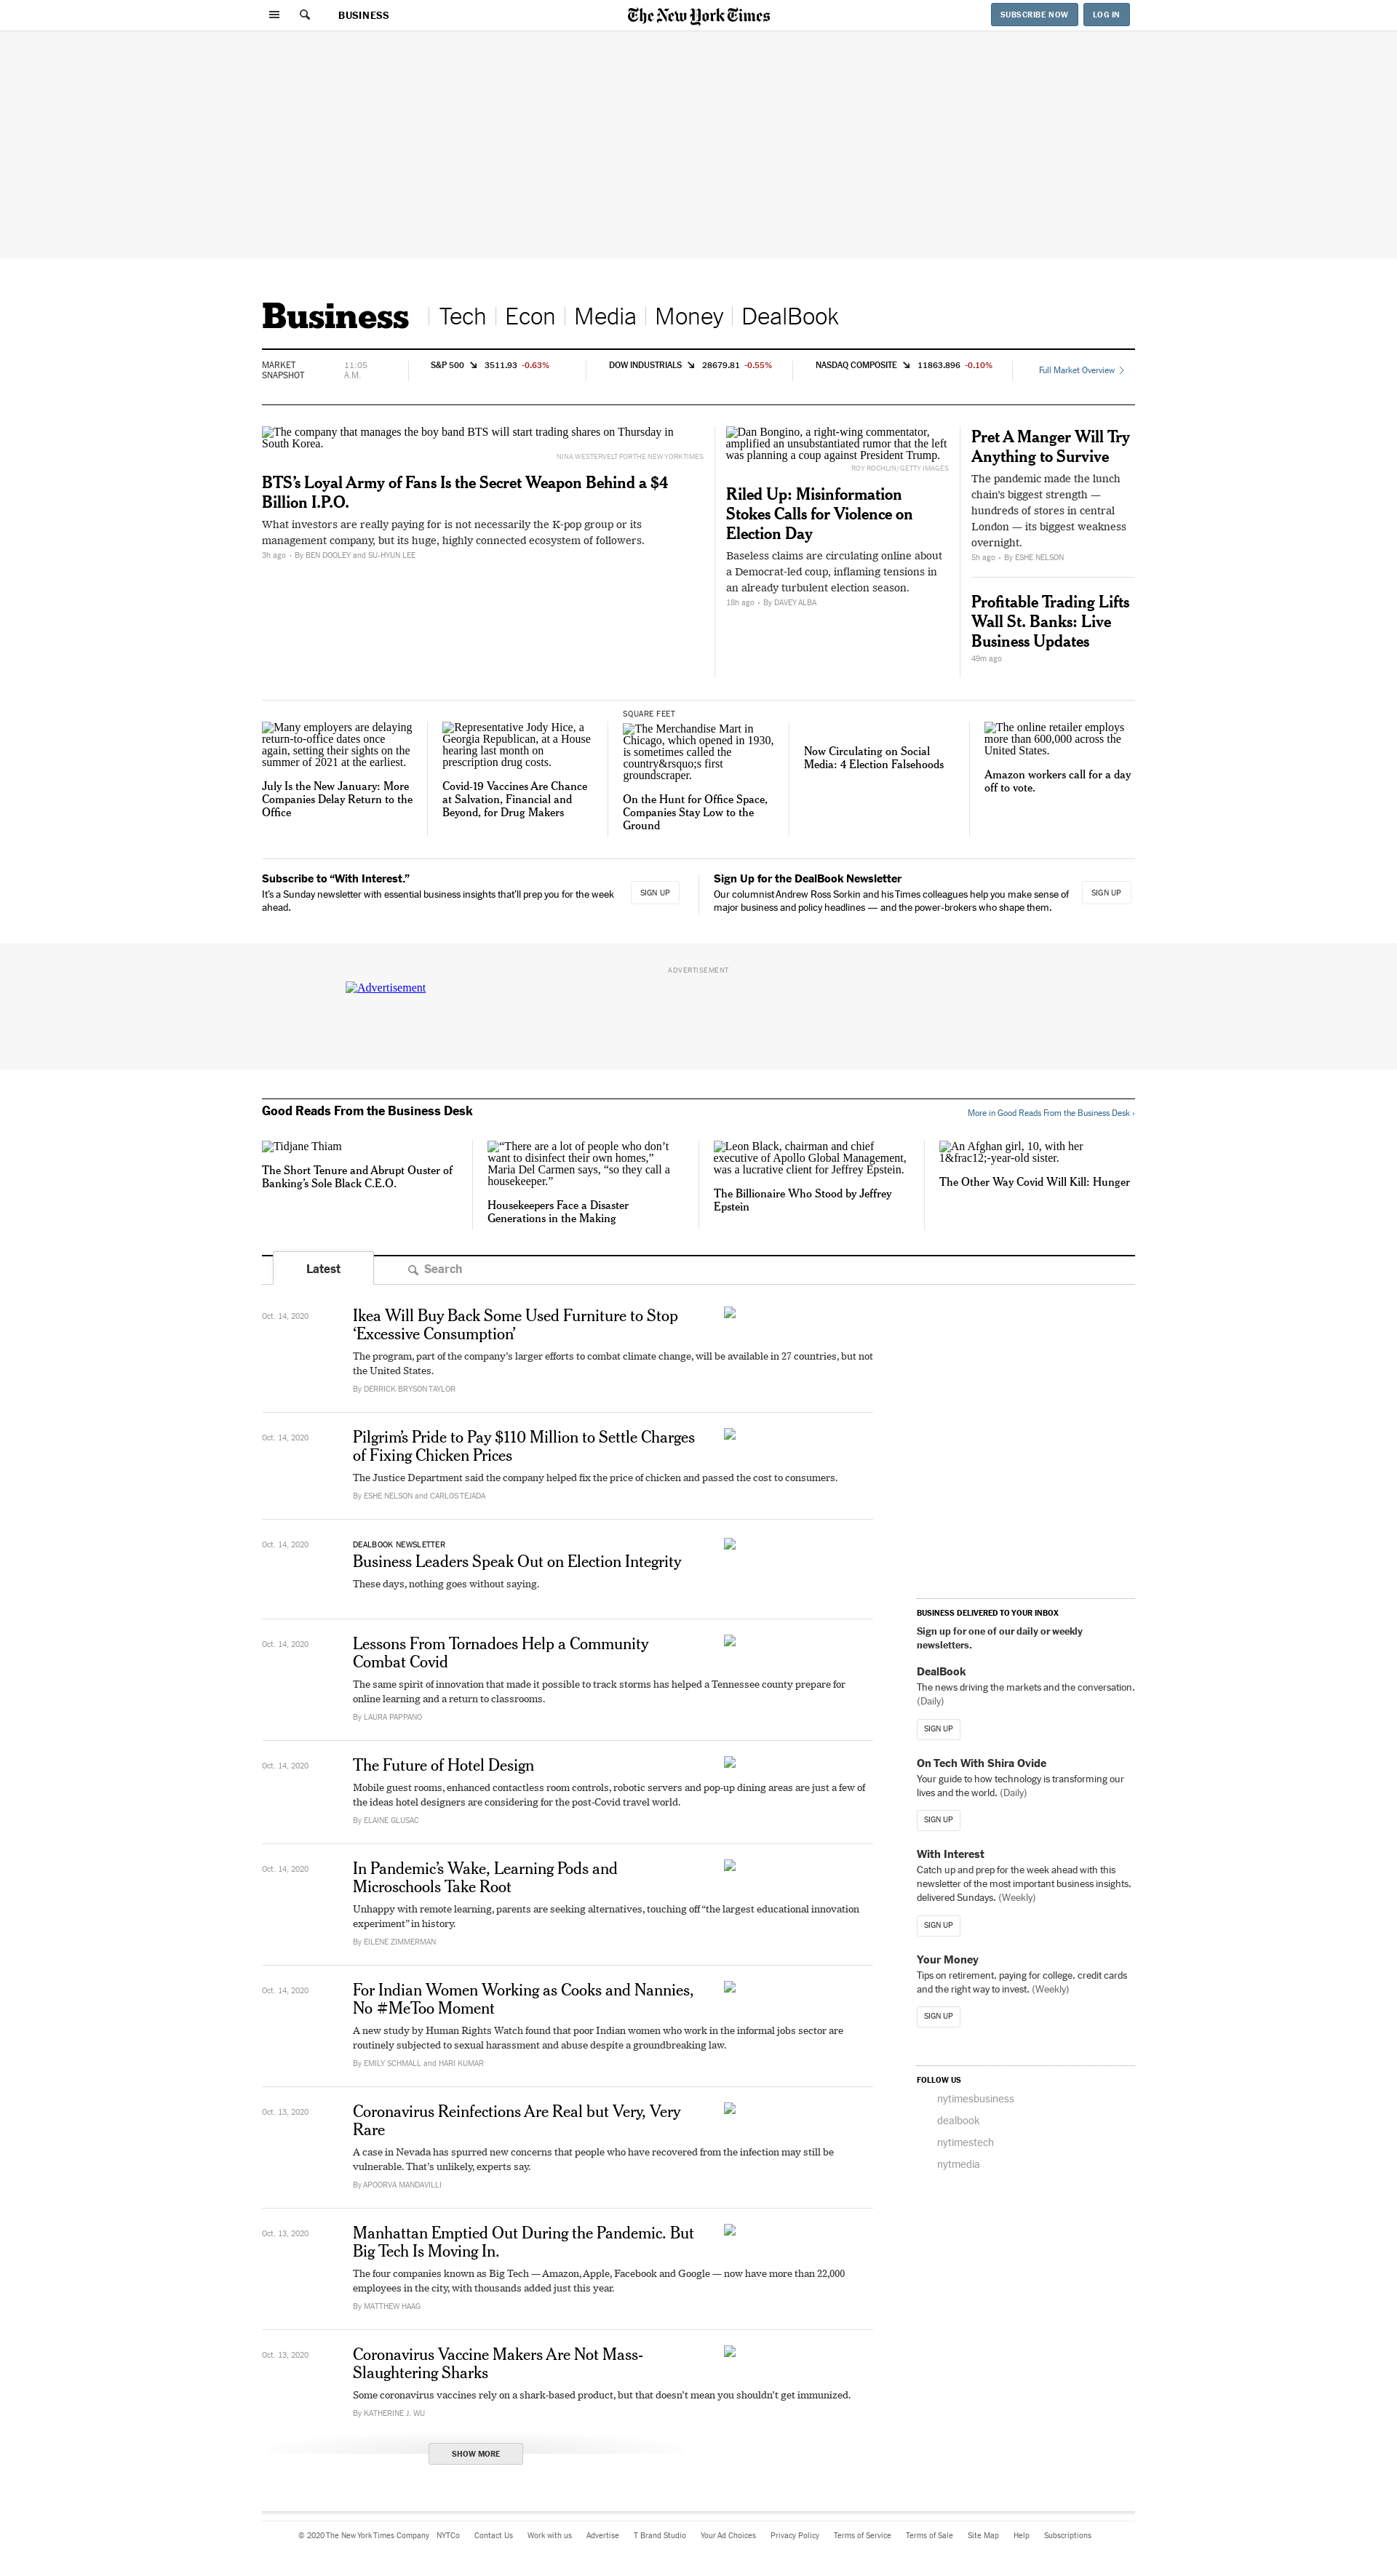 BUSINESS
The New York Times
SUBSCRIBE NOW
LOG IN
Business
Tech
Econ
Media
Money
DealBook
MARKET
SNAPSHOT
11:05
A.M.
S&P 500 ↘ 3511.93 -0.63%
DOW INDUSTRIALS ↘ 28679.81 -0.55%
NASDAQ COMPOSITE ↘ 11863.896 -0.10%
Full Market Overview
The company that manages the boy band BTS will start trading shares on Thursday in
South Korea.
NINA WESTERVELT FOR THE NEW YORK TIMES
BTS’s Loyal Army of Fans Is the Secret Weapon Behind a $4
Billion I.P.O.
What investors are really paying for is not necessarily the K-pop group or its
management company, but its huge, highly connected ecosystem of followers.
3h ago • By BEN DOOLEY and SU-HYUN LEE
Dan Bongino, a right-wing commentator,
amplified an unsubstantiated rumor that the left
was planning a coup against President Trump.
ROY ROCHLIN/GETTY IMAGES
Riled Up: Misinformation
Stokes Calls for Violence on
Election Day
Baseless claims are circulating online about
a Democrat-led coup, inflaming tensions in
an already turbulent election season.
18h ago • By DAVEY ALBA
Pret A Manger Will Try
Anything to Survive
The pandemic made the lunch
chain’s biggest strength —
hundreds of stores in central
London — its biggest weakness
overnight.
5h ago • By ESHE NELSON
Profitable Trading Lifts
Wall St. Banks: Live
Business Updates
49m ago
Many employers are delaying
return-to-office dates once
again, setting their sights on the
summer of 2021 at the earliest.
July Is the New January: More
Companies Delay Return to the
Office
Representative Jody Hice, a
Georgia Republican, at a House
hearing last month on
prescription drug costs.
Covid-19 Vaccines Are Chance
at Salvation, Financial and
Beyond, for Drug Makers
SQUARE FEET
The Merchandise Mart in
Chicago, which opened in 1930,
is sometimes called the
country&rsquo;s first
groundscraper.
On the Hunt for Office Space,
Companies Stay Low to the
Ground
Now Circulating on Social
Media: 4 Election Falsehoods
The online retailer employs
more than 600,000 across the
United States.
Amazon workers call for a day
off to vote.
Subscribe to “With Interest.”
It’s a Sunday newsletter with essential business insights that’ll prep you for the week
ahead.
SIGN UP
Sign Up for the DealBook Newsletter
Our columnist Andrew Ross Sorkin and his Times colleagues help you make sense of
major business and policy headlines — and the power-brokers who shape them.
SIGN UP
ADVERTISEMENT
Advertisement
Good Reads From the Business Desk
More in Good Reads From the Business Desk ›
Tidjane Thiam
The Short Tenure and Abrupt Ouster of
Banking’s Sole Black C.E.O.
“There are a lot of people who don’t
want to disinfect their own homes,”
Maria Del Carmen says, “so they call a
housekeeper.”
Housekeepers Face a Disaster
Generations in the Making
Leon Black, chairman and chief
executive of Apollo Global Management,
was a lucrative client for Jeffrey Epstein.
The Billionaire Who Stood by Jeffrey
Epstein
An Afghan girl, 10, with her
1&frac12;-year-old sister.
The Other Way Covid Will Kill: Hunger
Latest
Search
Oct. 14, 2020
Ikea Will Buy Back Some Used Furniture to Stop
‘Excessive Consumption’
The program, part of the company’s larger efforts to combat climate change, will be available in 27 countries, but not
the United States.
By DERRICK BRYSON TAYLOR
Oct. 14, 2020
Pilgrim’s Pride to Pay $110 Million to Settle Charges
of Fixing Chicken Prices
The Justice Department said the company helped fix the price of chicken and passed the cost to consumers.
By ESHE NELSON and CARLOS TEJADA
Oct. 14, 2020
DEALBOOK NEWSLETTER
Business Leaders Speak Out on Election Integrity
These days, nothing goes without saying.
Oct. 14, 2020
Lessons From Tornadoes Help a Community
Combat Covid
The same spirit of innovation that made it possible to track storms has helped a Tennessee county prepare for
online learning and a return to classrooms.
By LAURA PAPPANO
Oct. 14, 2020
The Future of Hotel Design
Mobile guest rooms, enhanced contactless room controls, robotic servers and pop-up dining areas are just a few of
the ideas hotel designers are considering for the post-Covid travel world.
By ELAINE GLUSAC
Oct. 14, 2020
In Pandemic’s Wake, Learning Pods and
Microschools Take Root
Unhappy with remote learning, parents are seeking alternatives, touching off “the largest educational innovation
experiment” in history.
By EILENE ZIMMERMAN
Oct. 14, 2020
For Indian Women Working as Cooks and Nannies,
No #MeToo Moment
A new study by Human Rights Watch found that poor Indian women who work in the informal jobs sector are
routinely subjected to sexual harassment and abuse despite a groundbreaking law.
By EMILY SCHMALL and HARI KUMAR
Oct. 13, 2020
Coronavirus Reinfections Are Real but Very, Very
Rare
A case in Nevada has spurred new concerns that people who have recovered from the infection may still be
vulnerable. That’s unlikely, experts say.
By APOORVA MANDAVILLI
Oct. 13, 2020
Manhattan Emptied Out During the Pandemic. But
Big Tech Is Moving In.
The four companies known as Big Tech — Amazon, Apple, Facebook and Google — now have more than 22,000
employees in the city, with thousands added just this year.
By MATTHEW HAAG
Oct. 13, 2020
Coronavirus Vaccine Makers Are Not Mass-
Slaughtering Sharks
Some coronavirus vaccines rely on a shark-based product, but that doesn’t mean you shouldn’t get immunized.
By KATHERINE J. WU
SHOW MORE
BUSINESS DELIVERED TO YOUR INBOX
Sign up for one of our daily or weekly
newsletters.
DealBook
The news driving the markets and the conversation.
(Daily)
SIGN UP
On Tech With Shira Ovide
Your guide to how technology is transforming our
lives and the world. (Daily)
SIGN UP
With Interest
Catch up and prep for the week ahead with this
newsletter of the most important business insights,
delivered Sundays. (Weekly)
SIGN UP
Your Money
Tips on retirement, paying for college, credit cards
and the right way to invest. (Weekly)
SIGN UP
FOLLOW US
nytimesbusiness
dealbook
nytimestech
nytmedia
© 2020 The New York Times Company NYTCo Contact Us Work with us Advertise T Brand Studio Your Ad Choices Privacy Policy Terms of Service Terms of Sale Site Map Help Subscriptions